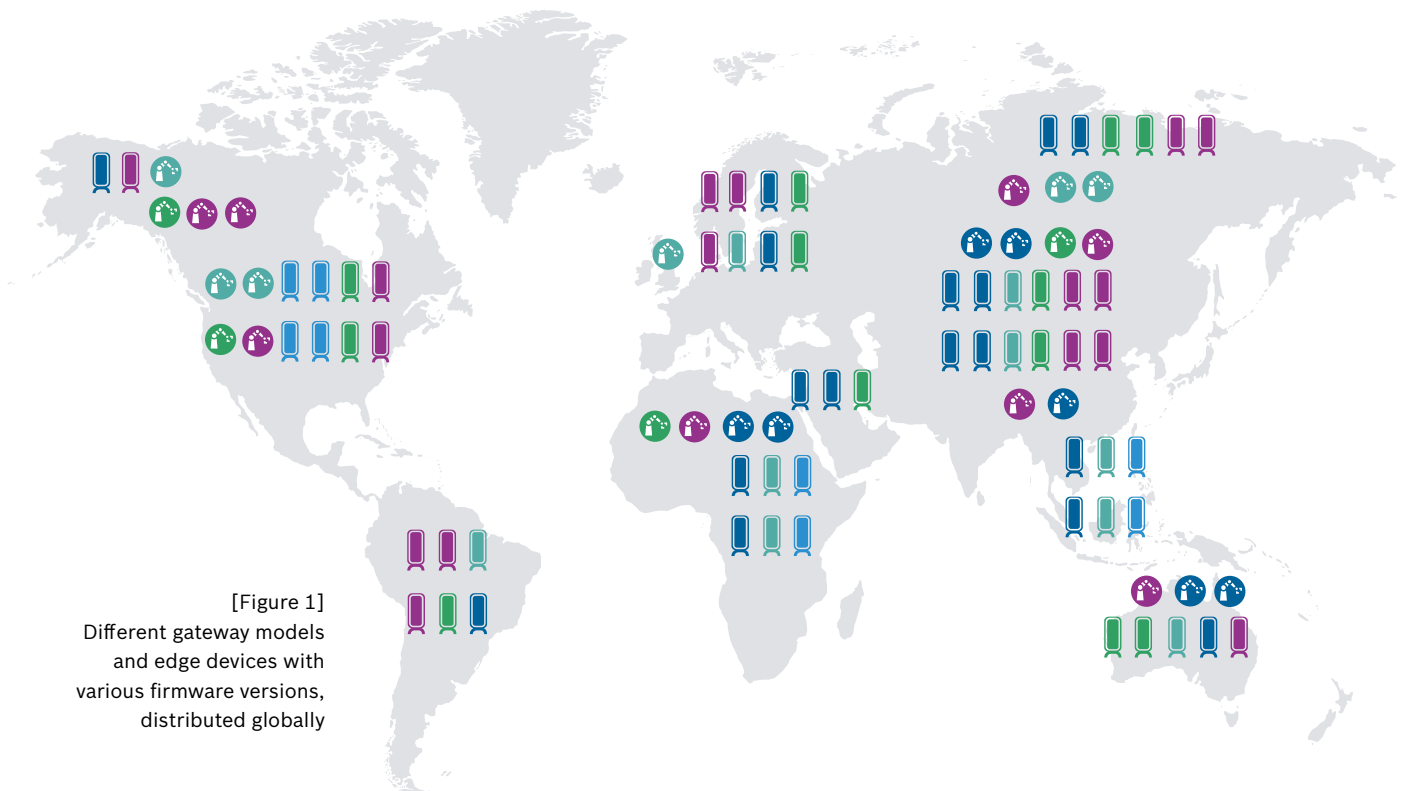 [Figure 1]
Different gateway models
and edge devices with
various firmware versions,
distributed globally